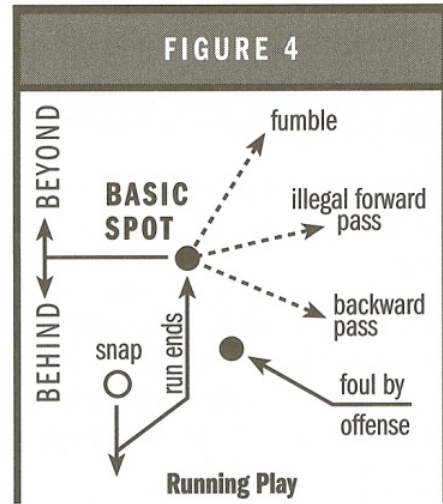 FIGURE 4
fumble
BEYOND
BASIC
SPOT
illegal forward
pass
backward
pass
BEHIND
snap
run ends
foul by
offense
Running Play